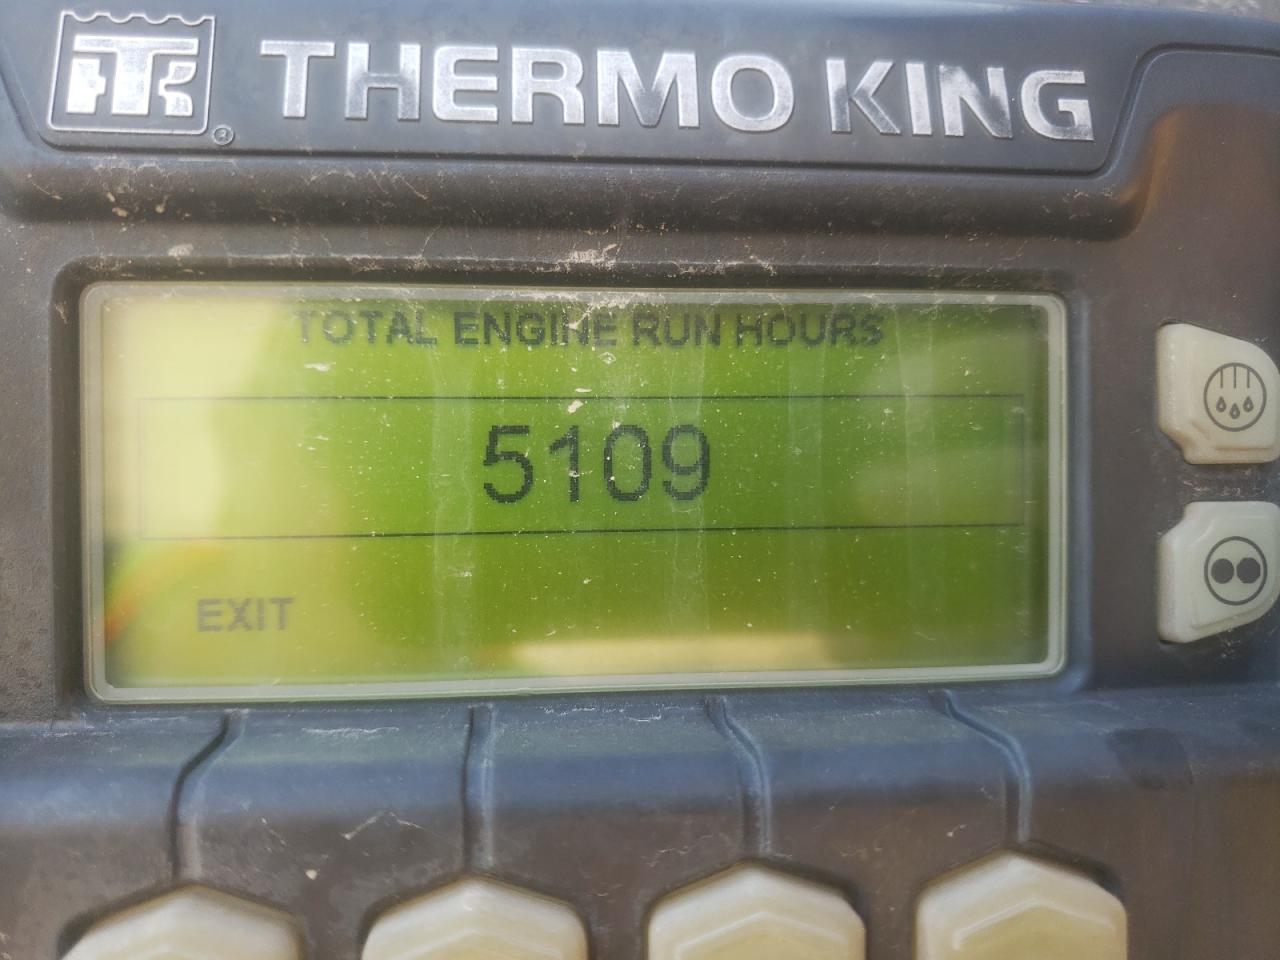 THERMO KING
TOTAL ENGINE RUN HOURS
5109
EXIT